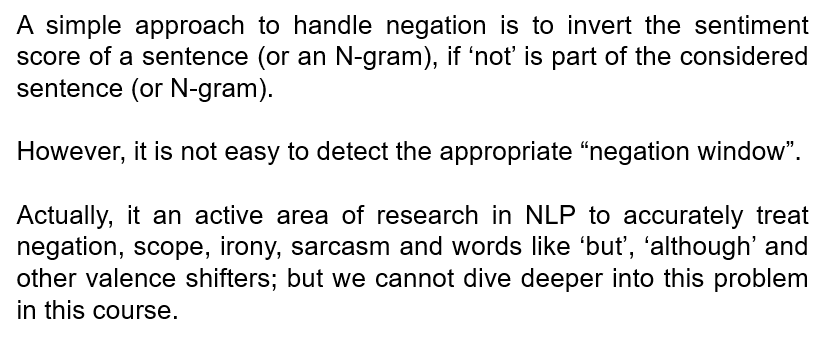 A simple approach to handle negation is to invert the sentiment
score of a sentence (or an N-gram), if ‘not’ is part of the considered
sentence (or N-gram).
However, it is not easy to detect the appropriate “negation window”.
Actually, it an active area of research in NLP to accurately treat
negation, scope, irony, sarcasm and words like ‘but’, ‘although’ and
other valence shifters; but we cannot dive deeper into this problem
in this course.